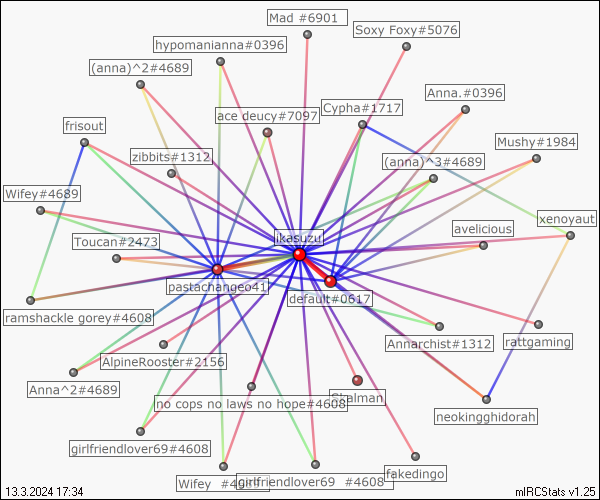 Mad #6901
Soxy Foxy#5076
hypomanianna#0396
(anna)^2#4689
Anna.#0396
ace deucy#7097
Cypha#1717
frisout
Mushy#1984
zibbits#1312
(anna)^3#4689
Wifey#4689
xenoyaut
avelicious
ikasuzu
Toucan#2473
pastachangeo41
default#0617
ramshackle gorey#4608
Annarchist#1312
rattgaming
AlpineRooster#2156
Anna^2#4689
no cops no laws no hope#4608
neokingghidorah
girlfriendlover69#4608
fakedingo
Wifey
girlfriendlover69 #4608
13.3.2024 17:34
mIRCStats v1.25